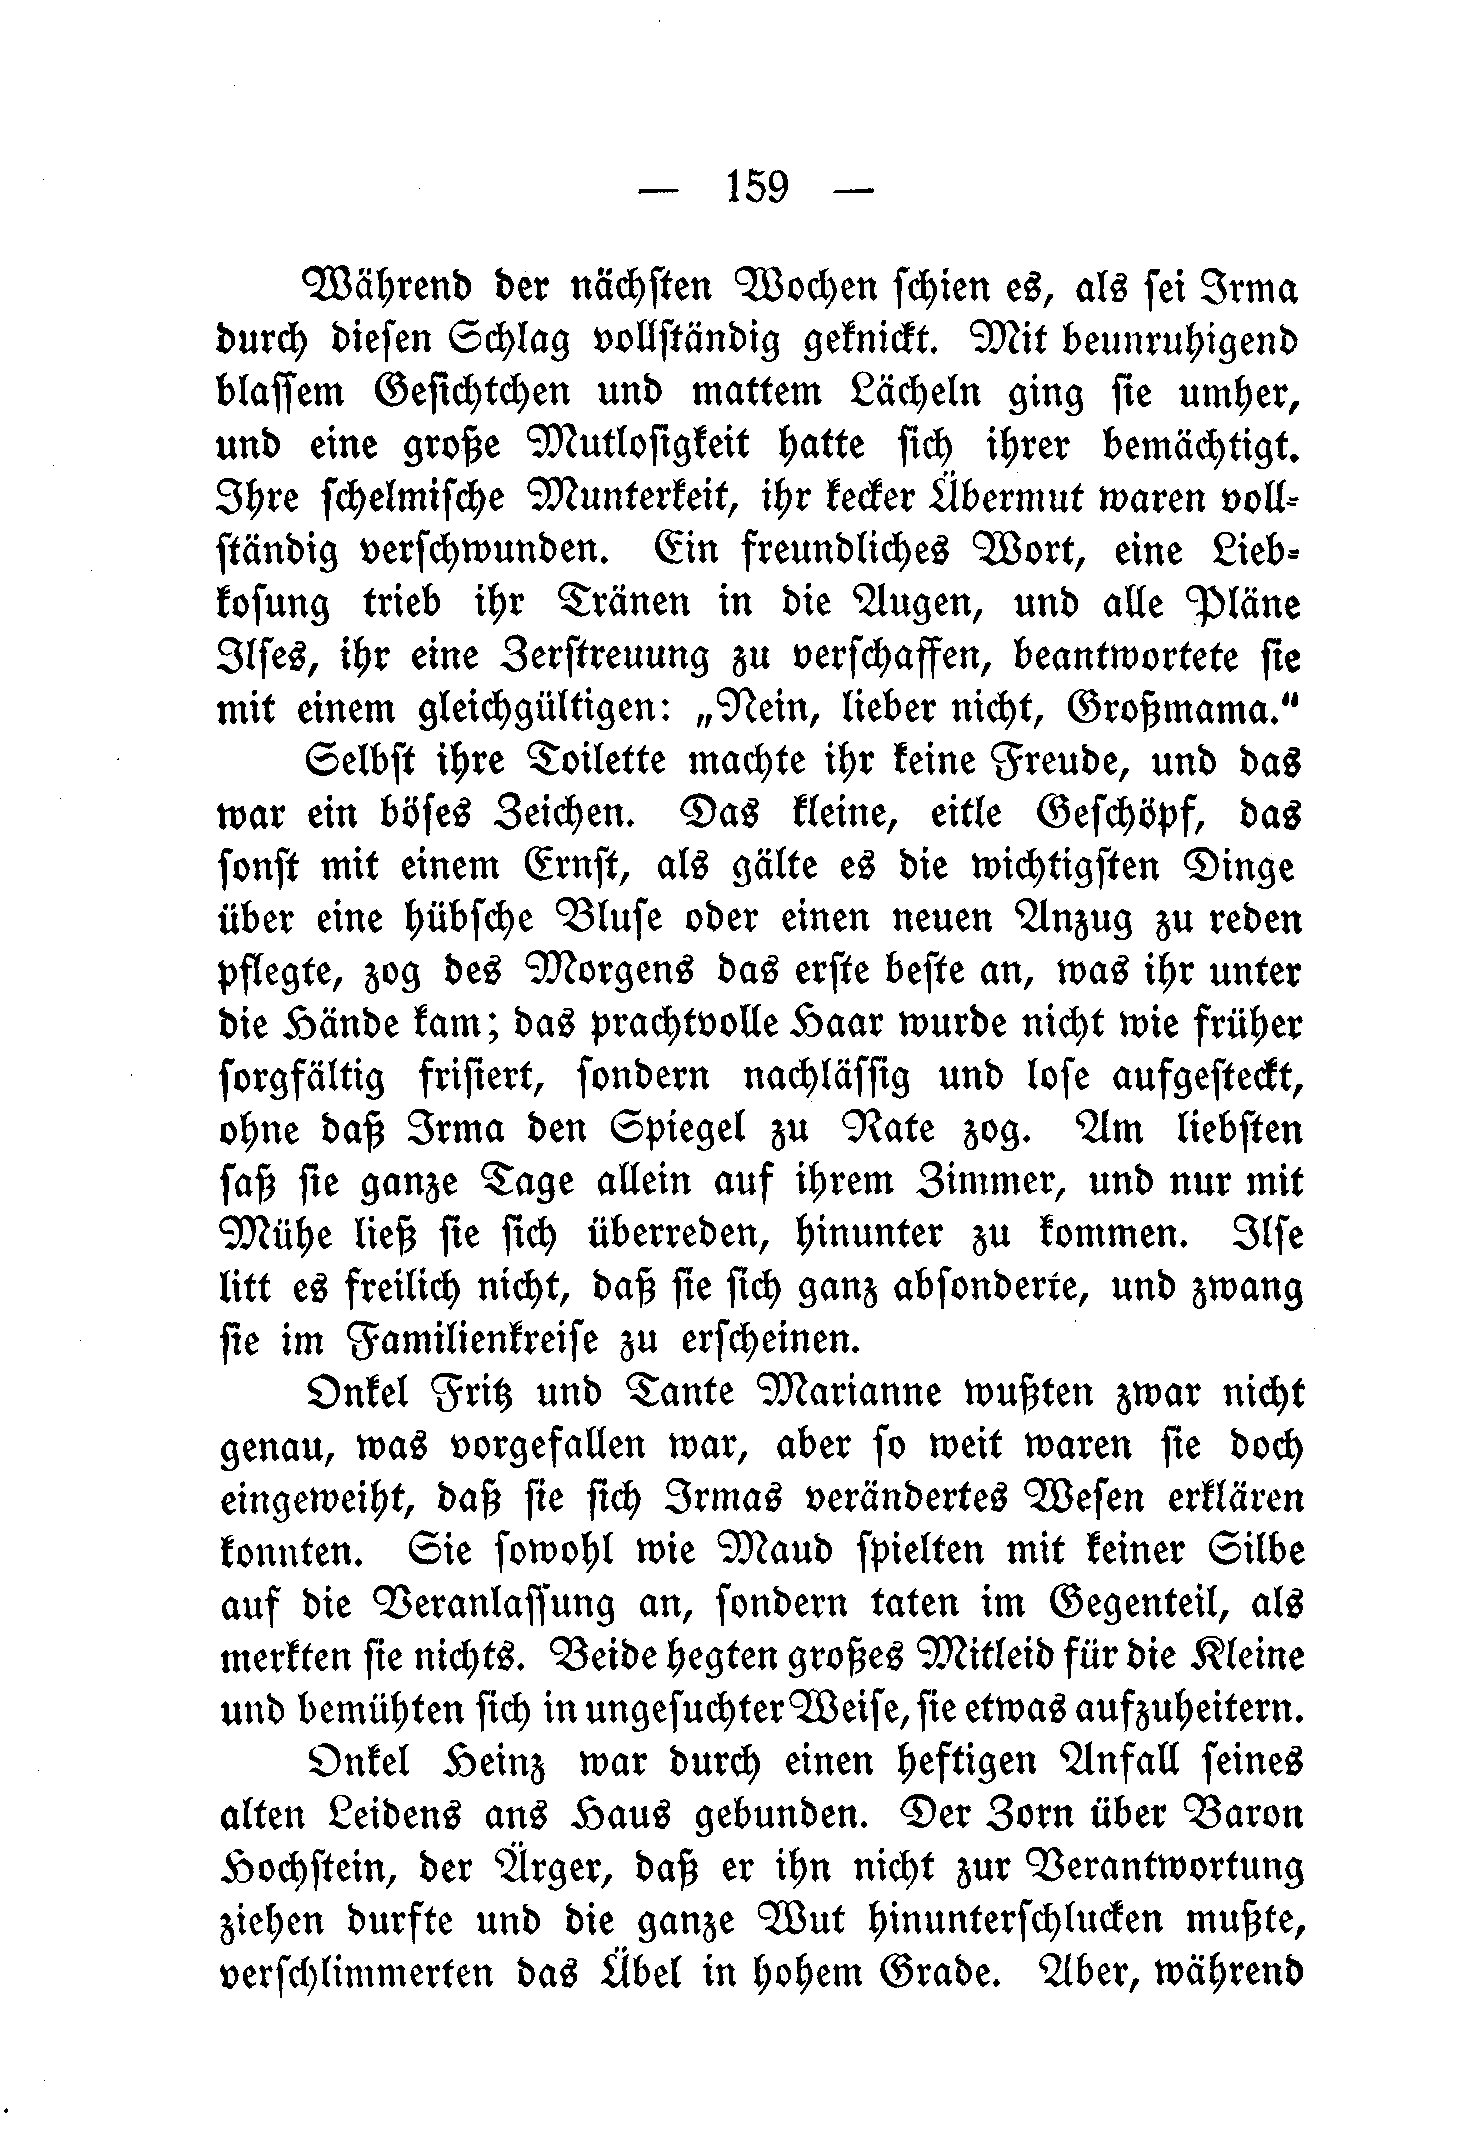 — 159 —
Während der nächsten Wochen schien es, als sei Irma
durch diesen Schlag vollständig geknickt. Mit beunruhigend
blassem Gesichtchen und mattem Lächeln ging sie umher,
und eine große Mutlosigkeit hatte sich ihrer bemächtigt.
Ihre schelmische Munterkeit, ihr kecker Übermut waren voll-
ständig verschwunden. Ein freundliches Wort, eine Lieb-
kosung trieb ihr Tränen in die Augen, und alle Pläne
Ilses, ihr eine Zerstreuung zu verschaffen, beantwortete sie
mit einem gleichgültigen: „Nein, lieber nicht, Großmama.“
Selbst ihre Toilette machte ihr keine Freude, und das
war ein böses Zeichen. Das kleine, eitle Geschöpf, das
sonst mit einem Ernst, als gälte es die wichtigsten Dinge
über eine hübsche Bluse oder einen neuen Anzug zu reden
pflegte, zog des Morgens das erste beste an, was ihr unter
die Hände kam; das prachtvolle Haar wurde nicht wie früher
sorgfältig frisiert, sondern nachlässig und lose aufgesteckt,
ohne daß Irma den Spiegel zu Rate zog. Am liebsten
saß sie ganze Tage allein auf ihrem Zimmer, und nur mit
Mühe ließ sie sich überreden, hinunter zu kommen. Ilse
litt es freilich nicht, daß sie sich ganz absonderte, und zwang
sie im Familienkreise zu erscheinen.
Onkel Fritz und Tante Marianne wußten zwar nicht
genau, was vorgefallen war, aber so weit waren sie doch
eingeweiht, daß sie sich Irmas verändertes Wesen erklären
konnten. Sie sowohl wie Maud spielten mit keiner Silbe
auf die Veranlassung an, sondern taten im Gegenteil, als
merkten sie nichts. Beide hegten großes Mitleid für die Kleine
und bemühten sich in ungesuchter Weise, sie etwas aufzuheitern.
Onkel Heinz war durch einen heftigen Anfall seines
alten Leidens ans Haus gebunden. Der Zorn über Baron
Hochstein, der Ärger, daß er ihn nicht zur Verantwortung
ziehen durfte und die ganze Wut hinunterschlucken mußte,
verschlimmerten das Übel in hohem Grade. Aber, während